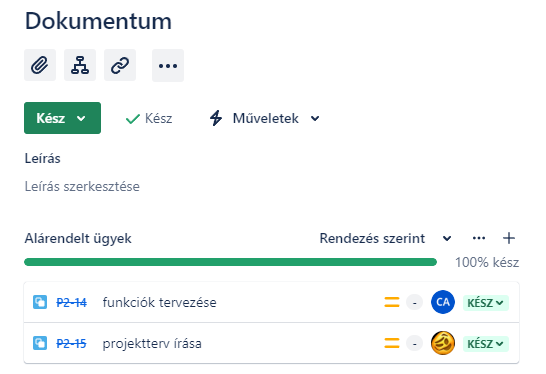 Dokumentum
Kész Kész Műveletek
Leírás
Leírás szerkesztése
Alárendelt ügyek Rendezés szerint
100% kész
P2-14 funkciók tervezése - CA KÉSZ
P2-15 projektterv írása - KÉSZ